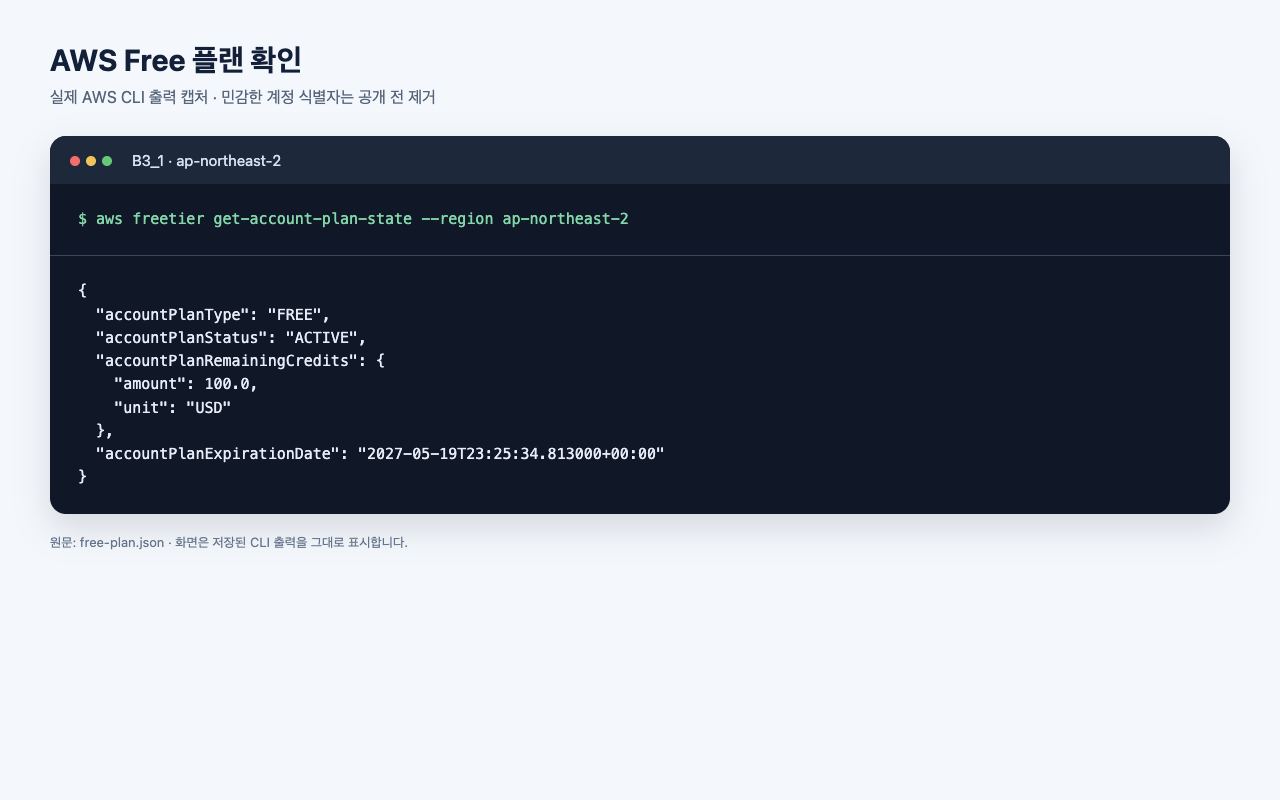 AWS Free 플랜 확인
실제 AWS CLI 출력 캡처 · 민감한 계정 식별자는 공개 전 제거
B3_1 · ap-northeast-2
$ aws freetier get-account-plan-state --region ap-northeast-2
{
  "accountPlanType": "FREE",
  "accountPlanStatus": "ACTIVE",
  "accountPlanRemainingCredits": {
    "amount": 100.0,
    "unit": "USD"
  },
  "accountPlanExpirationDate": "2027-05-19T23:25:34.813000+00:00"
}
원문: free-plan.json · 화면은 저장된 CLI 출력을 그대로 표시합니다.